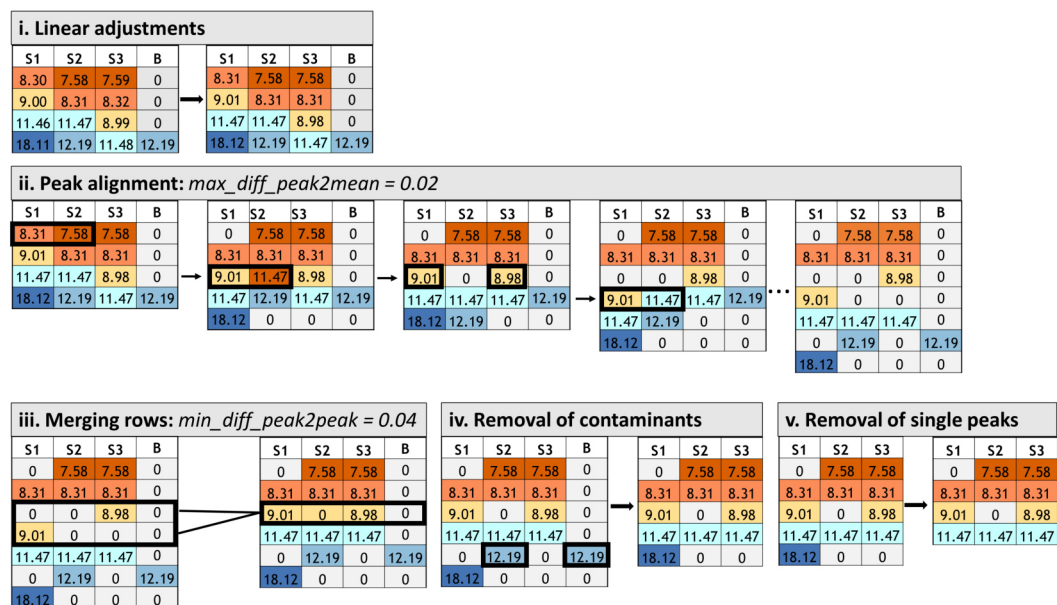 i. Linear adjustments
S1 S2 S3 B
8.30 7.58 7.59 0
9.00 8.31 8.32 0
11.46 11.47 8.99 0
18.11 12.19 11.48 12.19
S1 S2 S3 B
8.31 7.58 7.58 0
9.01 8.31 8.31 0
11.47 11.47 8.98 0
18.12 12.19 11.47 12.19
ii. Peak alignment: max_diff_peak2mean = 0.02
S1 S2 S3 B
8.31 7.58 7.58 0
9.01 8.31 8.31 0
11.47 11.47 8.98 0
18.12 12.19 11.47 12.19
S1 S2 S3 B
0 7.58 7.58 0
8.31 8.31 8.31 0
9.01 11.47 8.98 0
11.47 12.19 11.47 12.19
18.12 0 0 0
S1 S2 S3 B
0 7.58 7.58 0
8.31 8.31 8.31 0
9.01 0 8.98 0
11.47 11.47 11.47 12.19
18.12 12.19 0 0
S1 S2 S3 B
0 7.58 7.58 0
8.31 8.31 8.31 0
0 0 8.98 0
9.01 11.47 11.47 12.19
11.47 12.19 0 0
18.12 0 0 0
...
S1 S2 S3 B
0 7.58 7.58 0
8.31 8.31 8.31 0
0 0 8.98 0
9.01 0 0 0
11.47 11.47 11.47 0
0 12.19 0 12.19
18.12 0 0 0
iii. Merging rows: min_diff_peak2peak = 0.04
S1 S2 S3 B
0 7.58 7.58 0
8.31 8.31 8.31 0
0 0 8.98 0
9.01 0 0 0
11.47 11.47 11.47 0
0 12.19 0 12.19
18.12 0 0 0
S1 S2 S3 B
0 7.58 7.58 0
8.31 8.31 8.31 0
9.01 0 8.98 0
11.47 11.47 11.47 0
0 12.19 0 12.19
18.12 0 0 0
iv. Removal of contaminants
S1 S2 S3 B
0 7.58 7.58 0
8.31 8.31 8.31 0
9.01 0 8.98 0
11.47 11.47 11.47 0
0 12.19 0 12.19
18.12 0 0 0
S1 S2 S3
0 7.58 7.58
8.31 8.31 8.31
9.01 0 8.98
11.47 11.47 11.47
18.12 0 0
v. Removal of single peaks
S1 S2 S3
0 7.58 7.58
8.31 8.31 8.31
9.01 0 8.98
11.47 11.47 11.47
18.12 0 0
S1 S2 S3
0 7.58 7.58
8.31 8.31 8.31
9.01 0 8.98
11.47 11.47 11.47